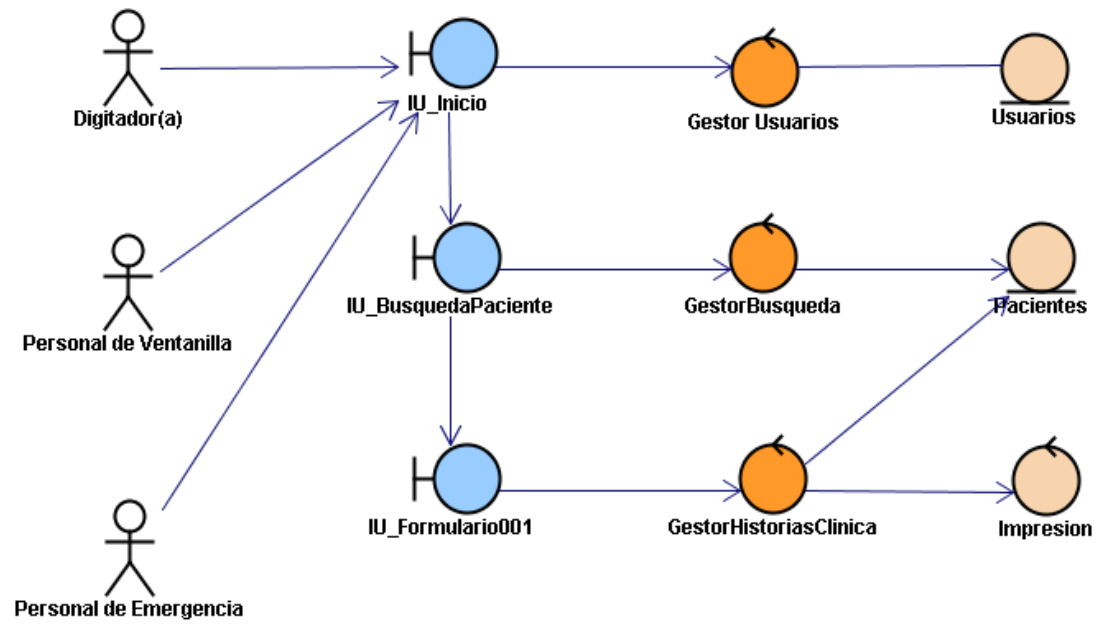 Digitador(a)
IU_Inicio
Gestor Usuarios
Usuarios
Personal de Ventanilla
IU_BusquedaPaciente
GestorBusqueda
Pacientes
IU_Formulario001
GestorHistoriasClinica
Impresion
Personal de Emergencia